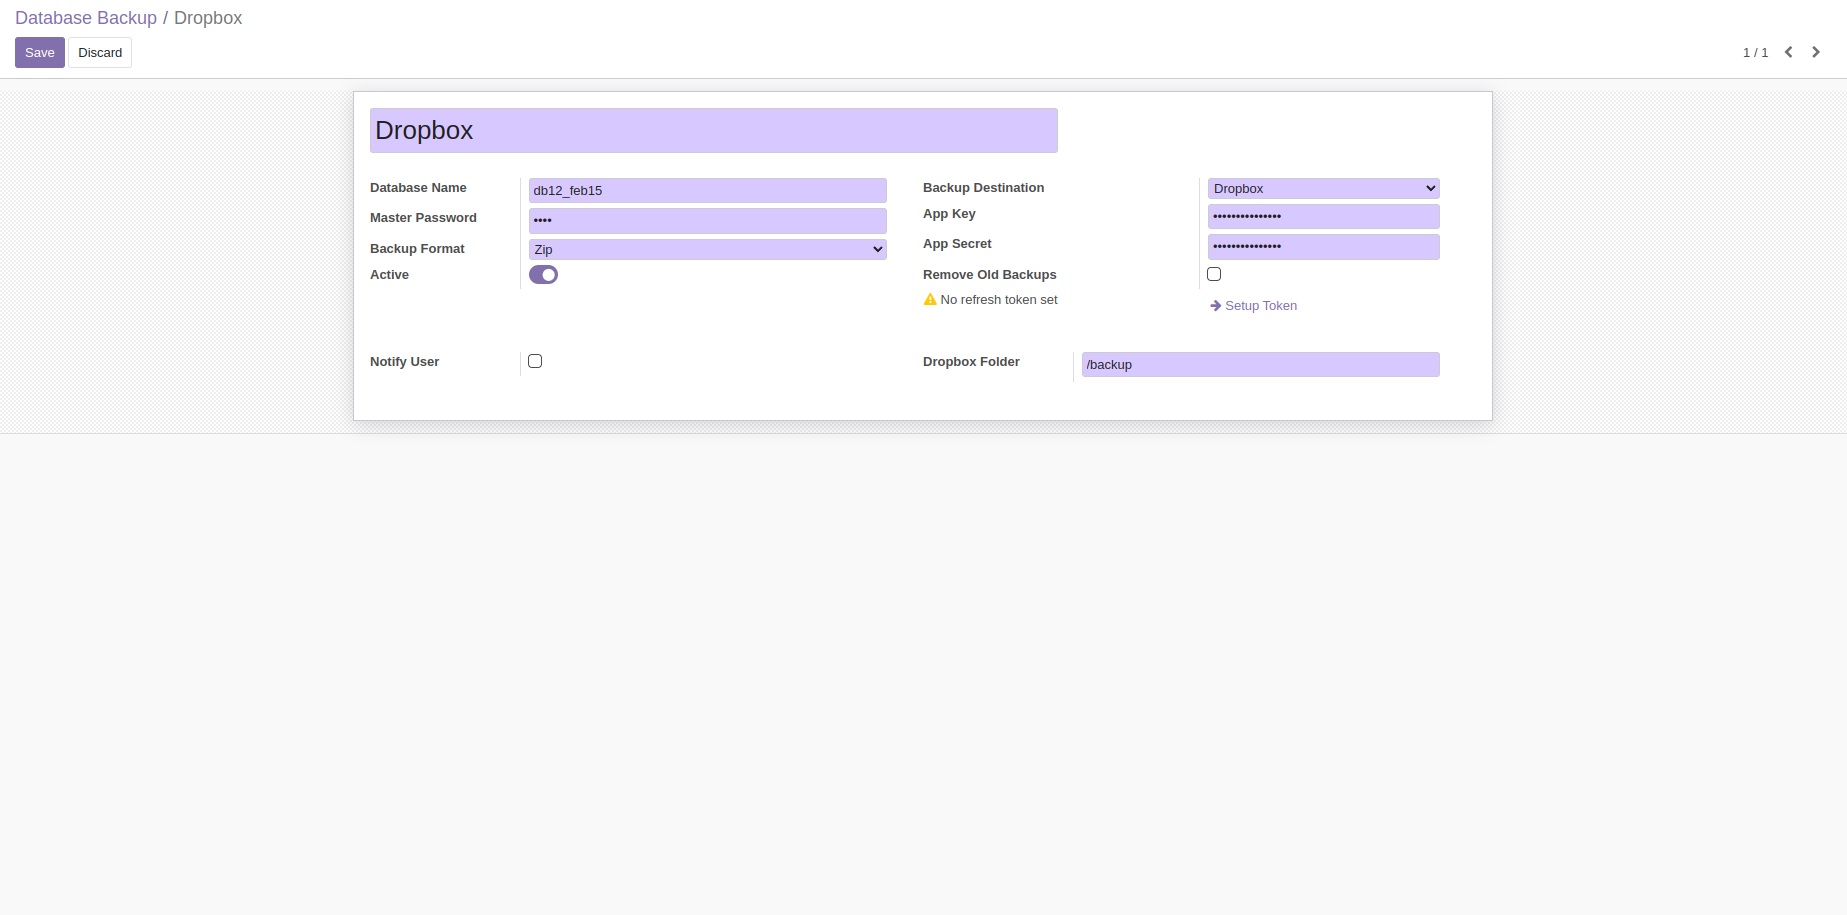 Database Backup / Dropbox
Save Discard
1 / 1
Dropbox
Database Name db12_feb15
Master Password ••••
Backup Format Zip
Active
Backup Destination Dropbox
App Key •••••••••••••••
App Secret •••••••••••••••
Remove Old Backups
No refresh token set
Setup Token
Notify User
Dropbox Folder /backup